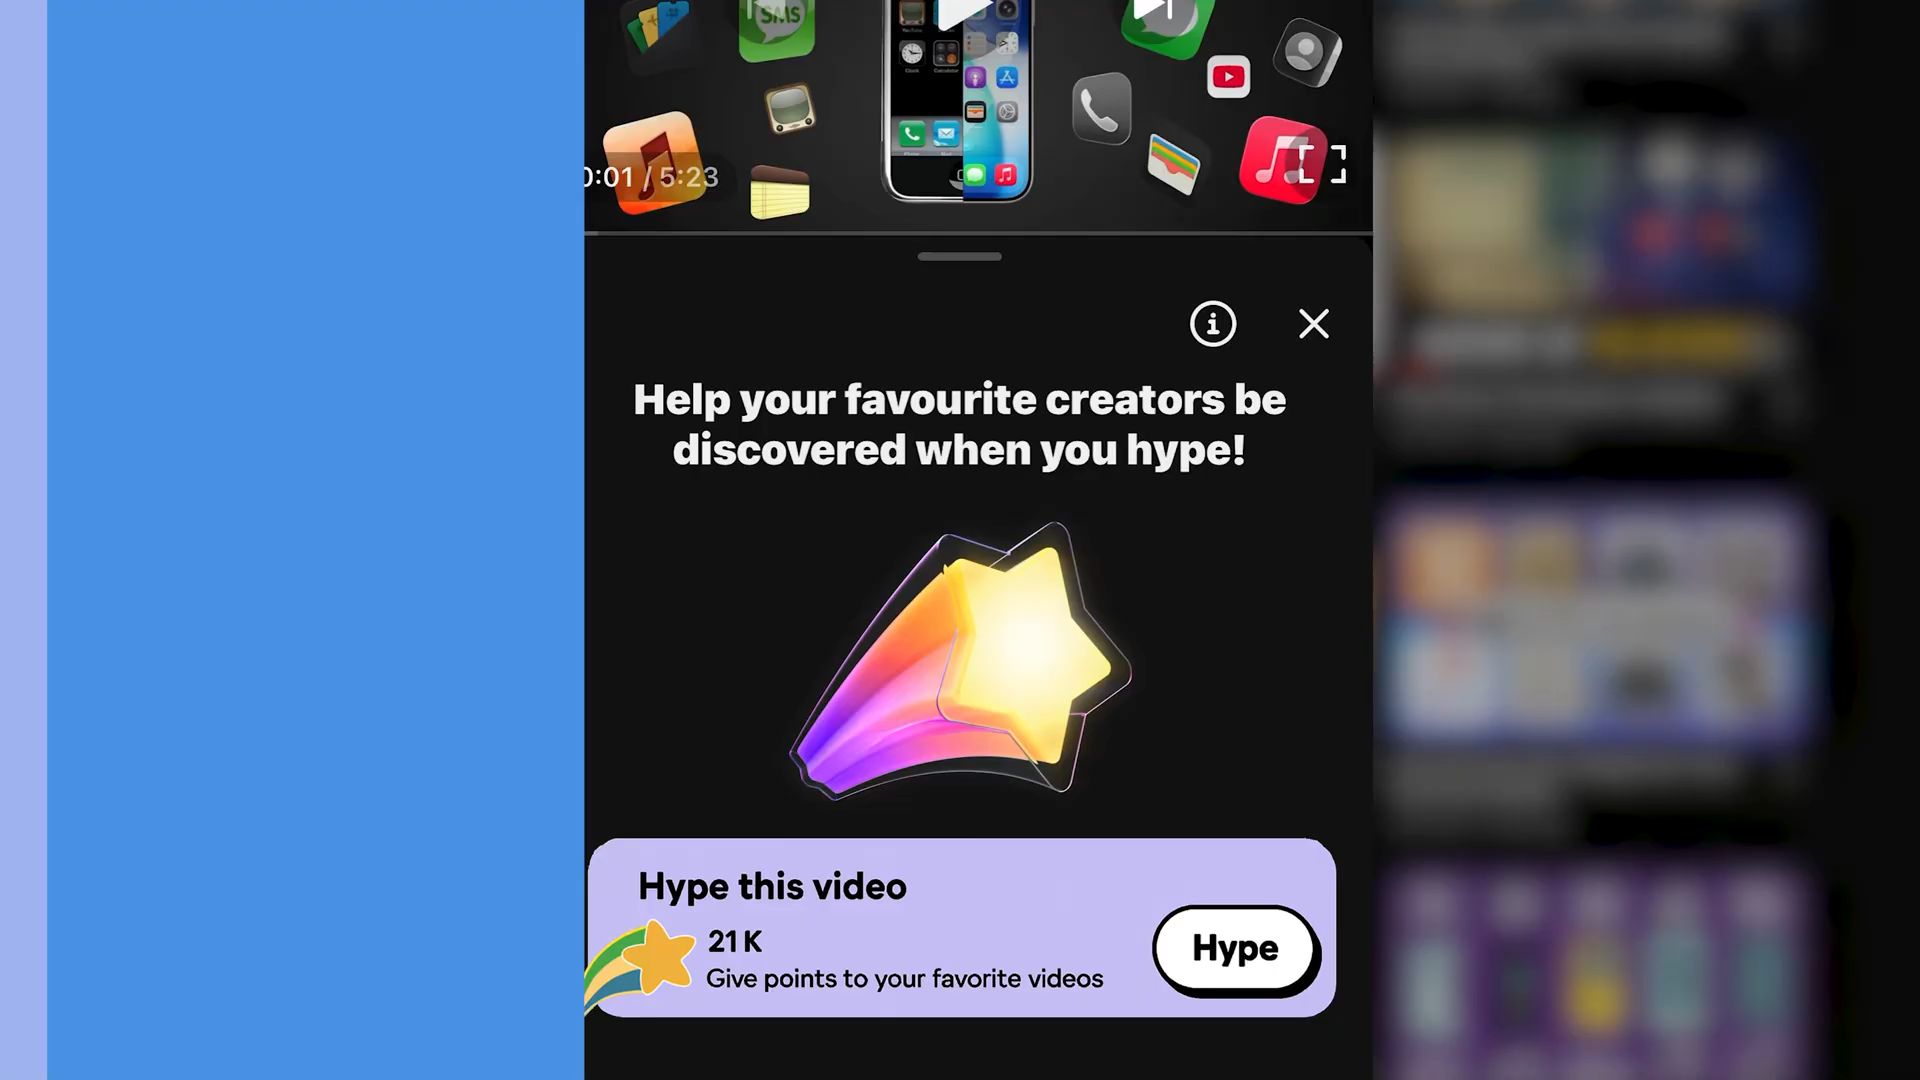 SMS
0:01 / 5:23
Help your favourite creators be
discovered when you hype!
Hype this video
21K
Give points to your favorite videos
Hype